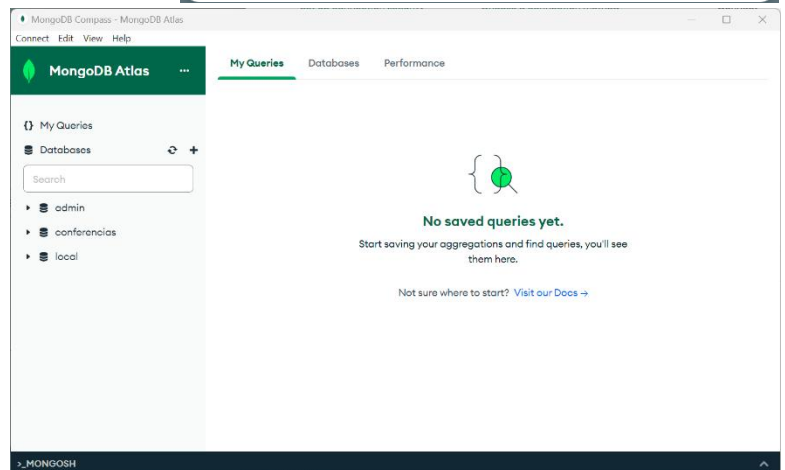 MongoDB Compass - MongoDB Atlas
Connect Edit View Help
MongoDB Atlas ...
My Queries Databases Performance
{} My Queries
Databases
Search
admin
conferencias
local
No saved queries yet.
Start saving your aggregations and find queries, you'll see
them here.
Not sure where to start? Visit our Docs →
>_MONGOSH